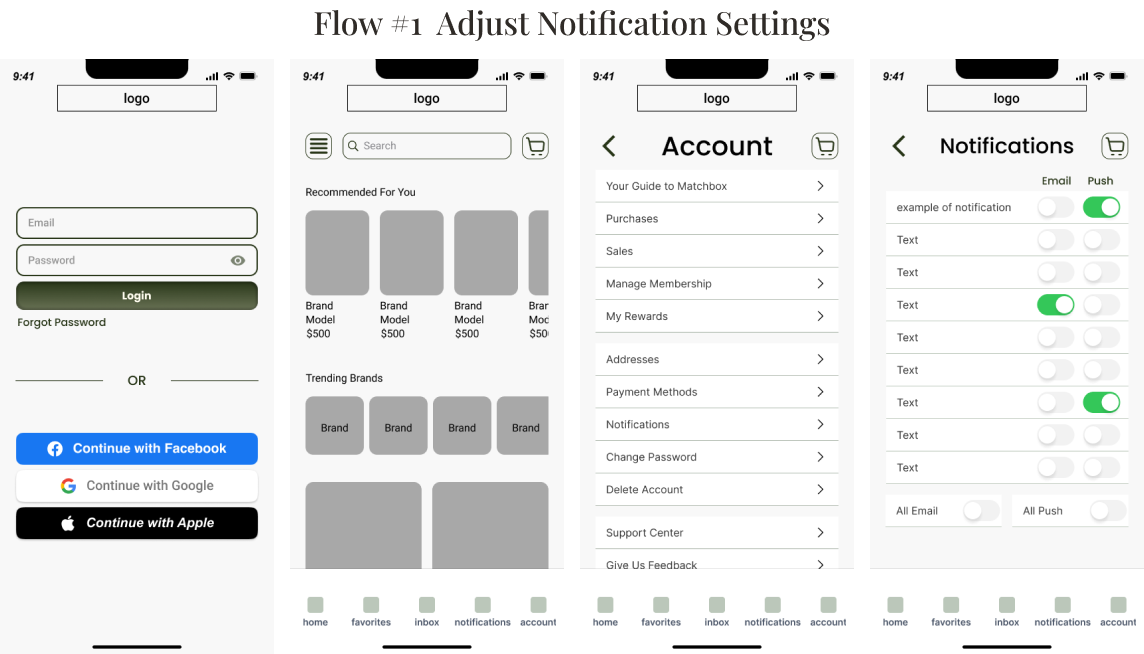 Flow #1 Adjust Notification Settings
9:41
logo
Email
Password
Login
Forgot Password
OR
Continue with Facebook
Continue with Google
Continue with Apple
9:41
logo
Search
Recommended For You
Brand Brand Brand Bran
Model Model Model Mod
$500 $500 $500 $50
Trending Brands
Brand Brand Brand Brand
home favorites inbox notifications account
9:41
logo
Account
Your Guide to Matchbox
Purchases
Sales
Manage Membership
My Rewards
Addresses
Payment Methods
Notifications
Change Password
Delete Account
Support Center
Give Us Feedback
home favorites inbox notifications account
9:41
logo
Notifications
Email Push
example of notification
Text
Text
Text
Text
Text
Text
Text
Text
All Email All Push
home favorites inbox notifications account